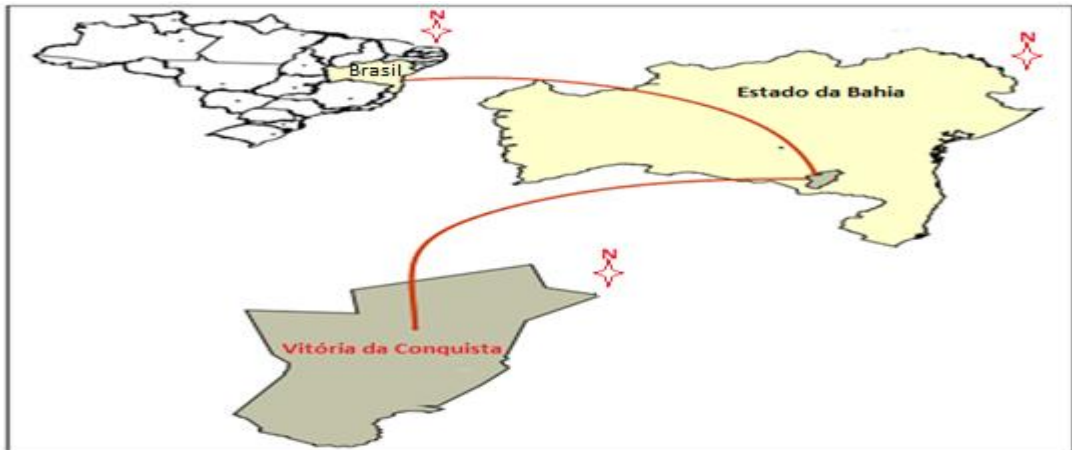 N
Brasil
N
Estado da Bahia
N
Vitória da Conquista